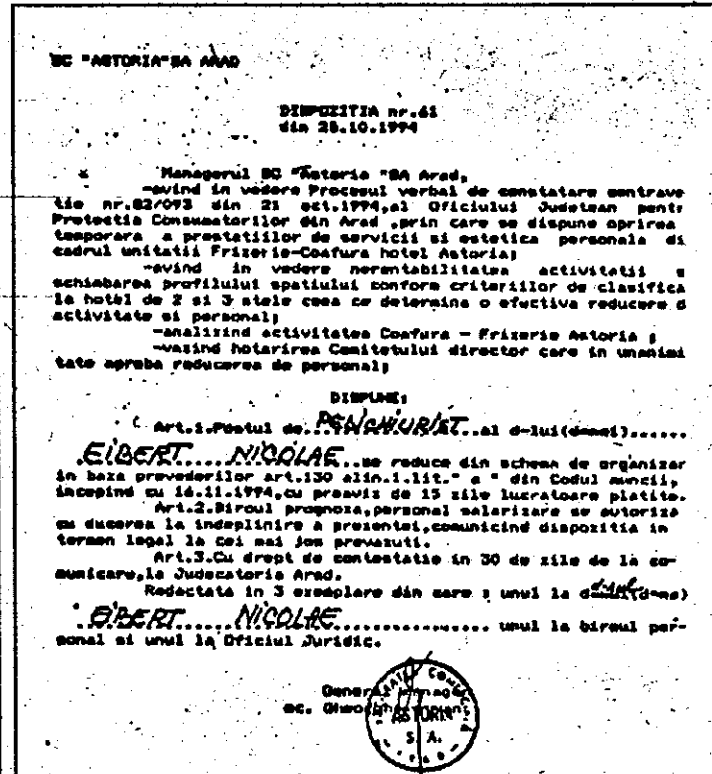 SC "ASTORIA"SA ARAD
DISPOZITIA nr.61
din 28.10.1994
Managerul SC "Astoria "SA Arad,
-avind in vedere Procesul verbal de constatare contrave
tie nr.82/093 din 21 oct.1994,al Oficiului Judetean pentr
Protectia Consumatorilor din Arad ,prin care se dispune oprirea
temporara a prestatiilor de servicii si estetica personala di
cadrul unitatii Frizerie-Coafura hotel Astoria;
-avind in vedere nerentabilitatea activitatii s
schimbarea profilului spatiului conform criteriilor de clasifica
la hotel de 2 si 3 stele ceea ce determina o efectiva reducere d
activitate si personal;
-analizind activitatea Coafura - Frizerie Astoria ;
-vazind hotarirea Comitetului director care in unanimi
tate aproba reducerea de personal;
DISPUNE:
Art.1.Postul de..PENICHIURIST..al d-lui(d-nei)......
EIBERT.....NICOLAE...se reduce din schema de organizar
in baza prevederilor art.130 alin.1.lit." a " din Codul muncii,
incepind cu 16.11.1994,cu preaviz de 15 zile lucratoare platite.
Art.2.Biroul prognoza,personal salarizare se autoriza
cu ducerea la indeplinire a prezentei,comunicind dispozitia in
termen legal la cei mai jos prevazuti.
Art.3.Cu drept de contestatie in 30 de zile de la co-
municare,la Judecatoria Arad.
Redactata in 3 exemplare din care : unul la d-lui(d-na)
EIBERT.....NICOLAE................. unul la biroul per-
sonal si unul la Oficiul Juridic.
General manager
ec.
ASTORIA
S. A.